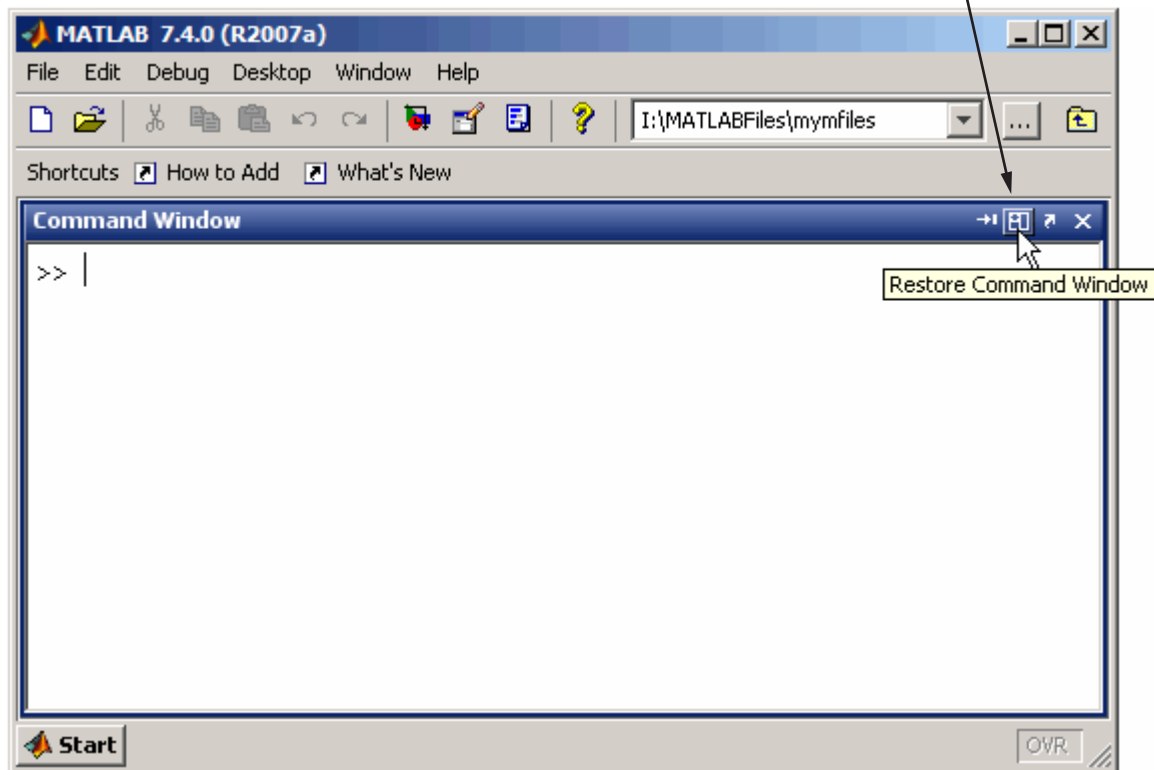 MATLAB 7.4.0 (R2007a)
File Edit Debug Desktop Window Help
I:\MATLABFiles\mymfiles ...
Shortcuts How to Add What's New
Command Window
>>
Restore Command Window
Start OVR